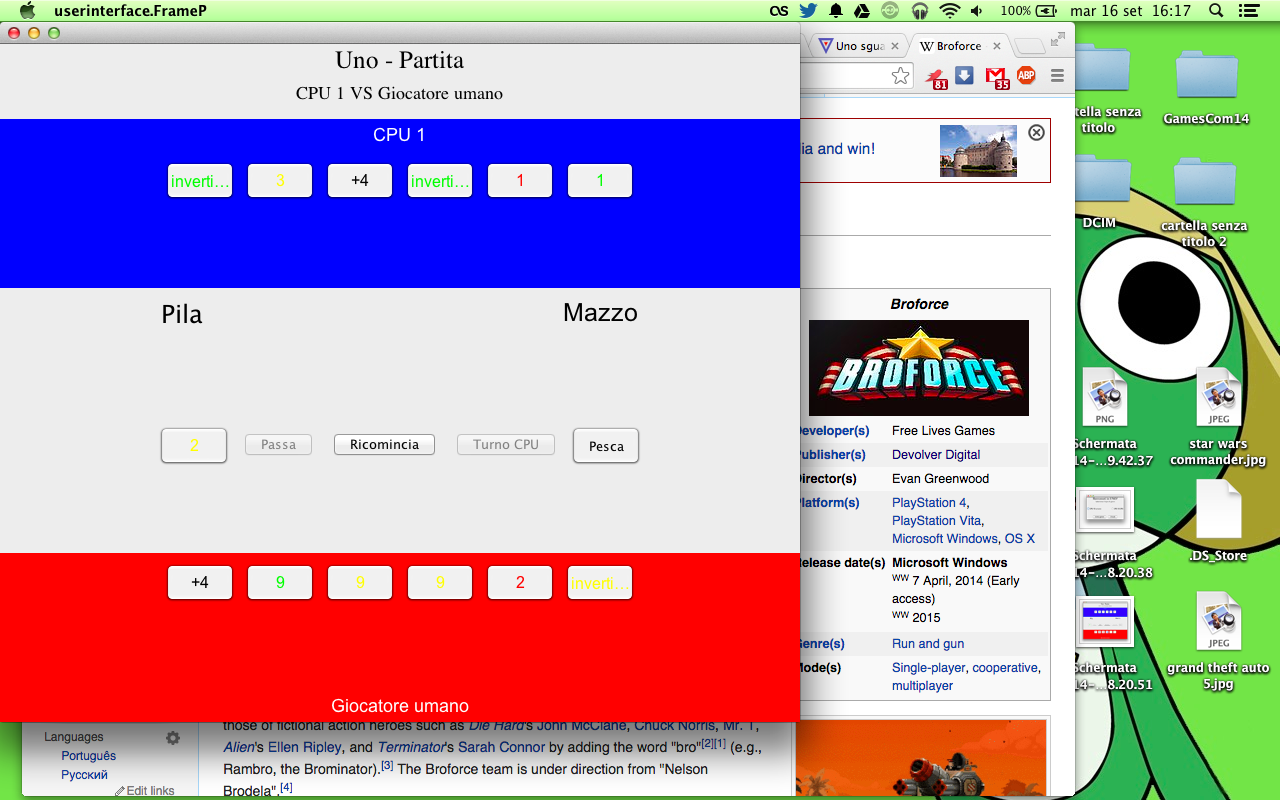 userinterface.FrameP
100%
mar 16 set 16:17
Uno - Partita
CPU 1 VS Giocatore umano
CPU 1
inverti... 3 +4 inverti... 1 1
Pila
Mazzo
2 Passa Ricomincia Turno CPU Pesca
+4 9 9 9 2 inverti...
Giocatore umano
Uno sgua
W Broforce
81
35
ABP
ia and win!
Broforce
BROFORCE
Developer(s) Free Lives Games
Publisher(s) Devolver Digital
Director(s) Evan Greenwood
Platform(s) PlayStation 4,
PlayStation Vita,
Microsoft Windows, OS X
Release date(s) Microsoft Windows
WW 7 April, 2014 (Early
access)
WW 2015
Genre(s) Run and gun
Mode(s) Single-player, cooperative,
multiplayer
Languages
Português
Русский
Edit links
those of fictional action heroes such as Die Hard's John McClane, Chuck Norris, Mr. T,
Alien's Ellen Ripley, and Terminator's Sarah Connor by adding the word "bro"[2][1] (e.g.,
Rambro, the Brominator).[3] The Broforce team is under direction from "Nelson
Brodela".[4]
tella senza
titolo
GamesCom14
DCIM
cartella senza
titolo 2
PNG
Schermata
14-...9.42.37
JPEG
star wars
commander.jpg
Schermata
14-...8.20.38
.DS_Store
Schermata
14-...8.20.51
JPEG
grand theft auto
5.jpg